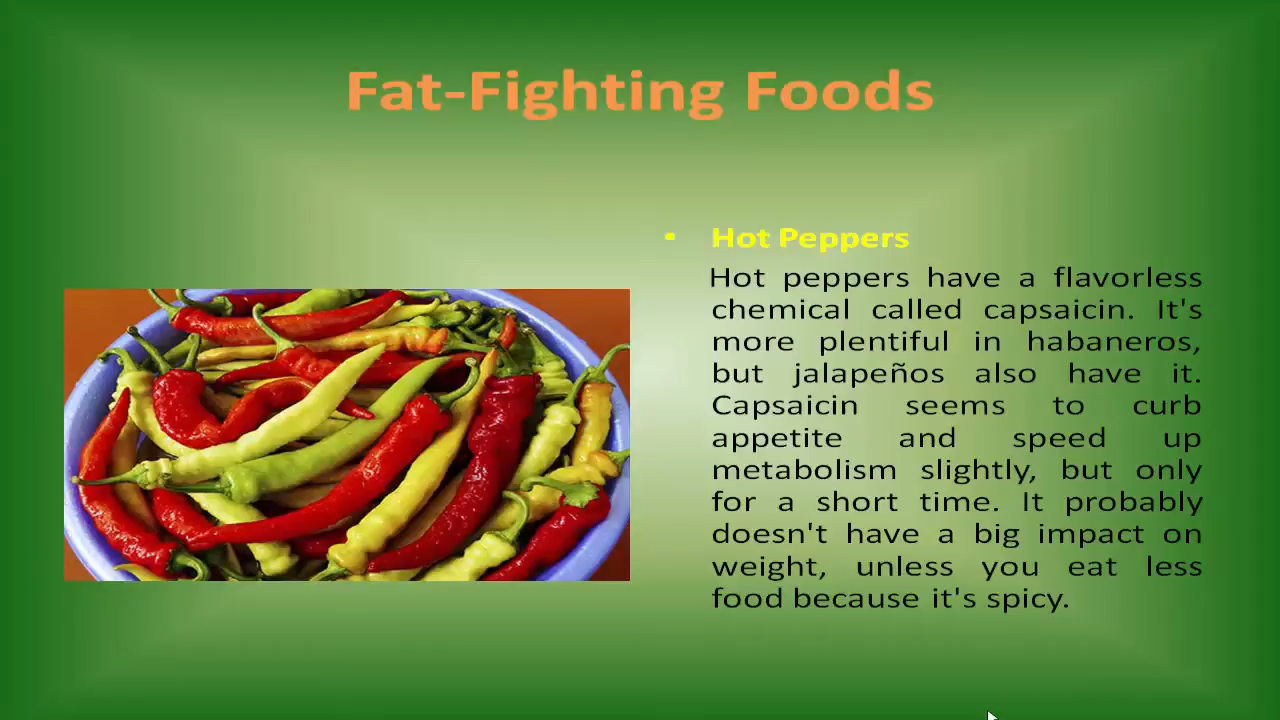 Fat-Fighting Foods
• Hot Peppers
Hot peppers have a flavorless
chemical called capsaicin. It's
more plentiful in habaneros,
but jalapeños also have it.
Capsaicin seems to curb
appetite and speed up
metabolism slightly, but only
for a short time. It probably
doesn't have a big impact on
weight, unless you eat less
food because it's spicy.